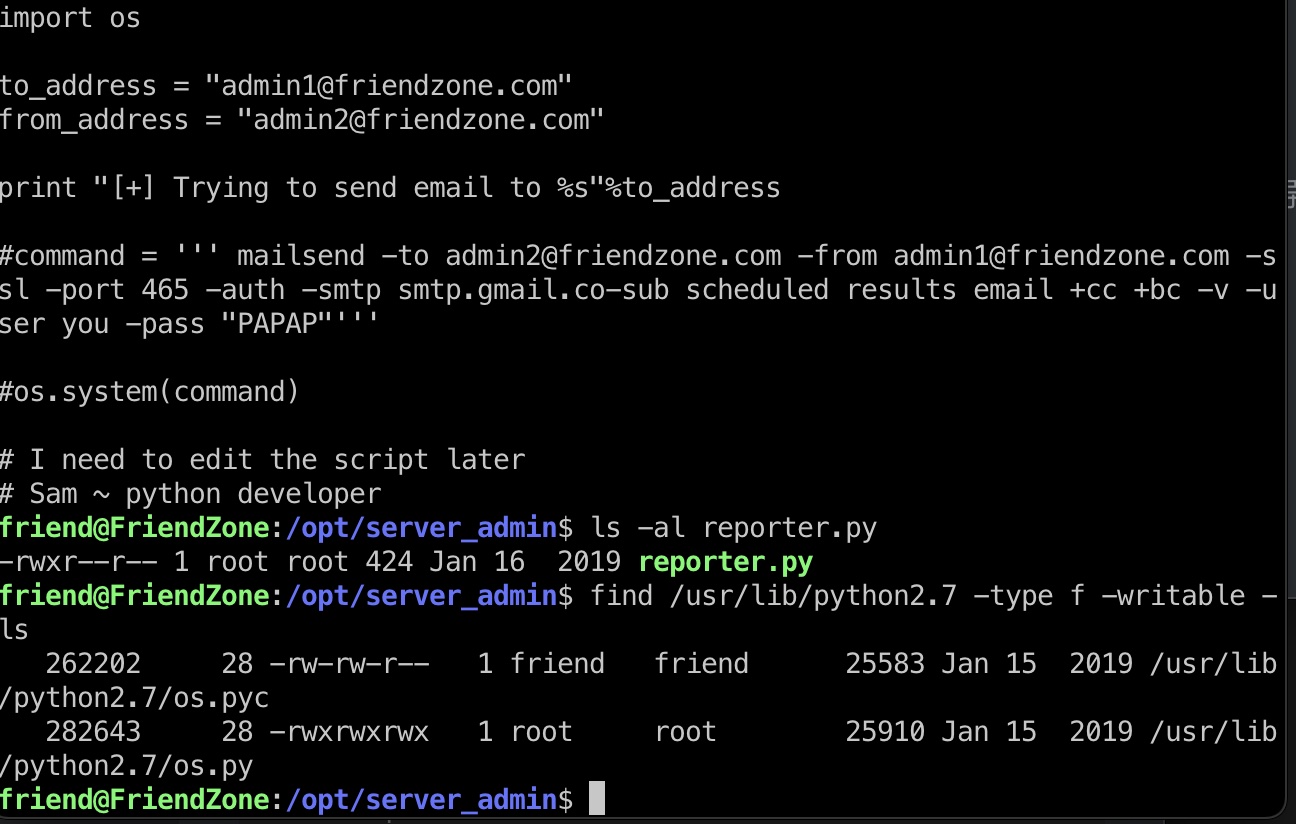 import os
to_address = "admin1@friendzone.com"
from_address = "admin2@friendzone.com"
print "[+] Trying to send email to %s"%to_address
#command = ''' mailsend -to admin2@friendzone.com -from admin1@friendzone.com -s
sl -port 465 -auth -smtp smtp.gmail.co-sub scheduled results email +cc +bc -v -u
ser you -pass "PAPAP"'''
#os.system(command)
# I need to edit the script later
# Sam ~ python developer
friend@FriendZone:/opt/server_admin$ ls -al reporter.py
-rwxr--r-- 1 root root 424 Jan 16  2019 reporter.py
friend@FriendZone:/opt/server_admin$ find /usr/lib/python2.7 -type f -writable -
ls
   262202     28 -rw-rw-r--   1 friend   friend      25583 Jan 15  2019 /usr/lib
/python2.7/os.pyc
   282643     28 -rwxrwxrwx   1 root     root        25910 Jan 15  2019 /usr/lib
/python2.7/os.py
friend@FriendZone:/opt/server_admin$